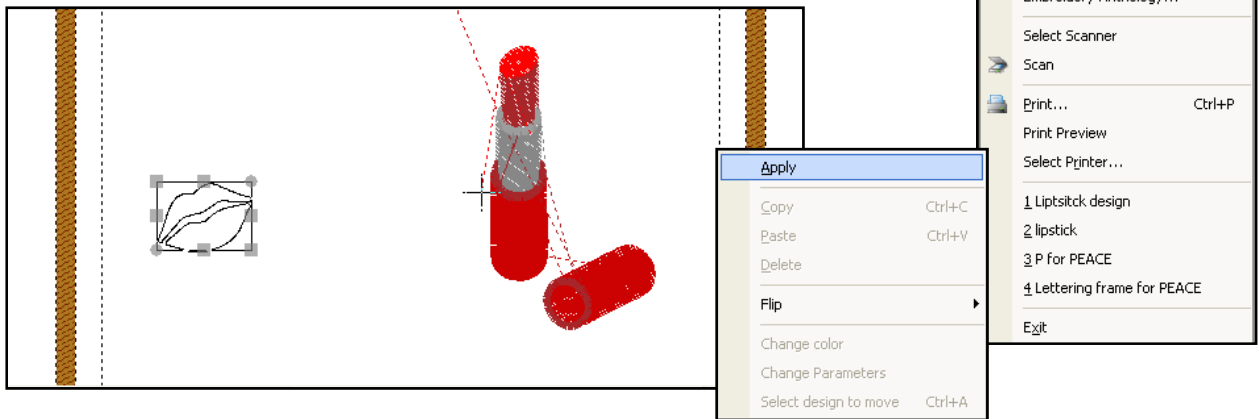 Select Scanner
Scan
Print... Ctrl+P
Print Preview
Select Printer...
1 Liptsitck design
2 lipstick
3 P for PEACE
4 Lettering frame for PEACE
Exit
Apply
Copy Ctrl+C
Paste Ctrl+V
Delete
Flip
Change color
Change Parameters
Select design to move Ctrl+A